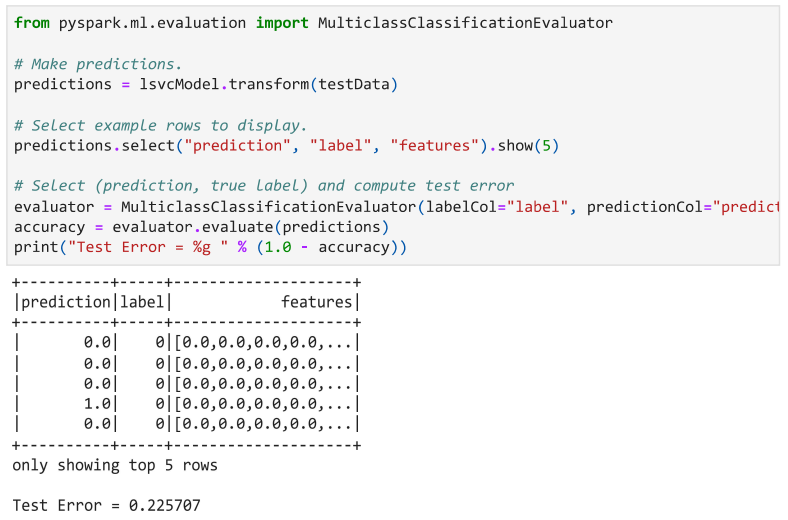 from pyspark.ml.evaluation import MulticlassClassificationEvaluator
# Make predictions.
predictions = lsvcModel.transform(testData)
# Select example rows to display.
predictions.select("prediction", "label", "features").show(5)
# Select (prediction, true label) and compute test error
evaluator = MulticlassClassificationEvaluator(labelCol="label", predictionCol="predict
accuracy = evaluator.evaluate(predictions)
print("Test Error = %g " % (1.0 - accuracy))
+----------+-----+--------------------+
|prediction|label|            features|
+----------+-----+--------------------+
|       0.0|    0|[0.0,0.0,0.0,0.0,...|
|       0.0|    0|[0.0,0.0,0.0,0.0,...|
|       0.0|    0|[0.0,0.0,0.0,0.0,...|
|       1.0|    0|[0.0,0.0,0.0,0.0,...|
|       0.0|    0|[0.0,0.0,0.0,0.0,...|
+----------+-----+--------------------+
only showing top 5 rows
Test Error = 0.225707